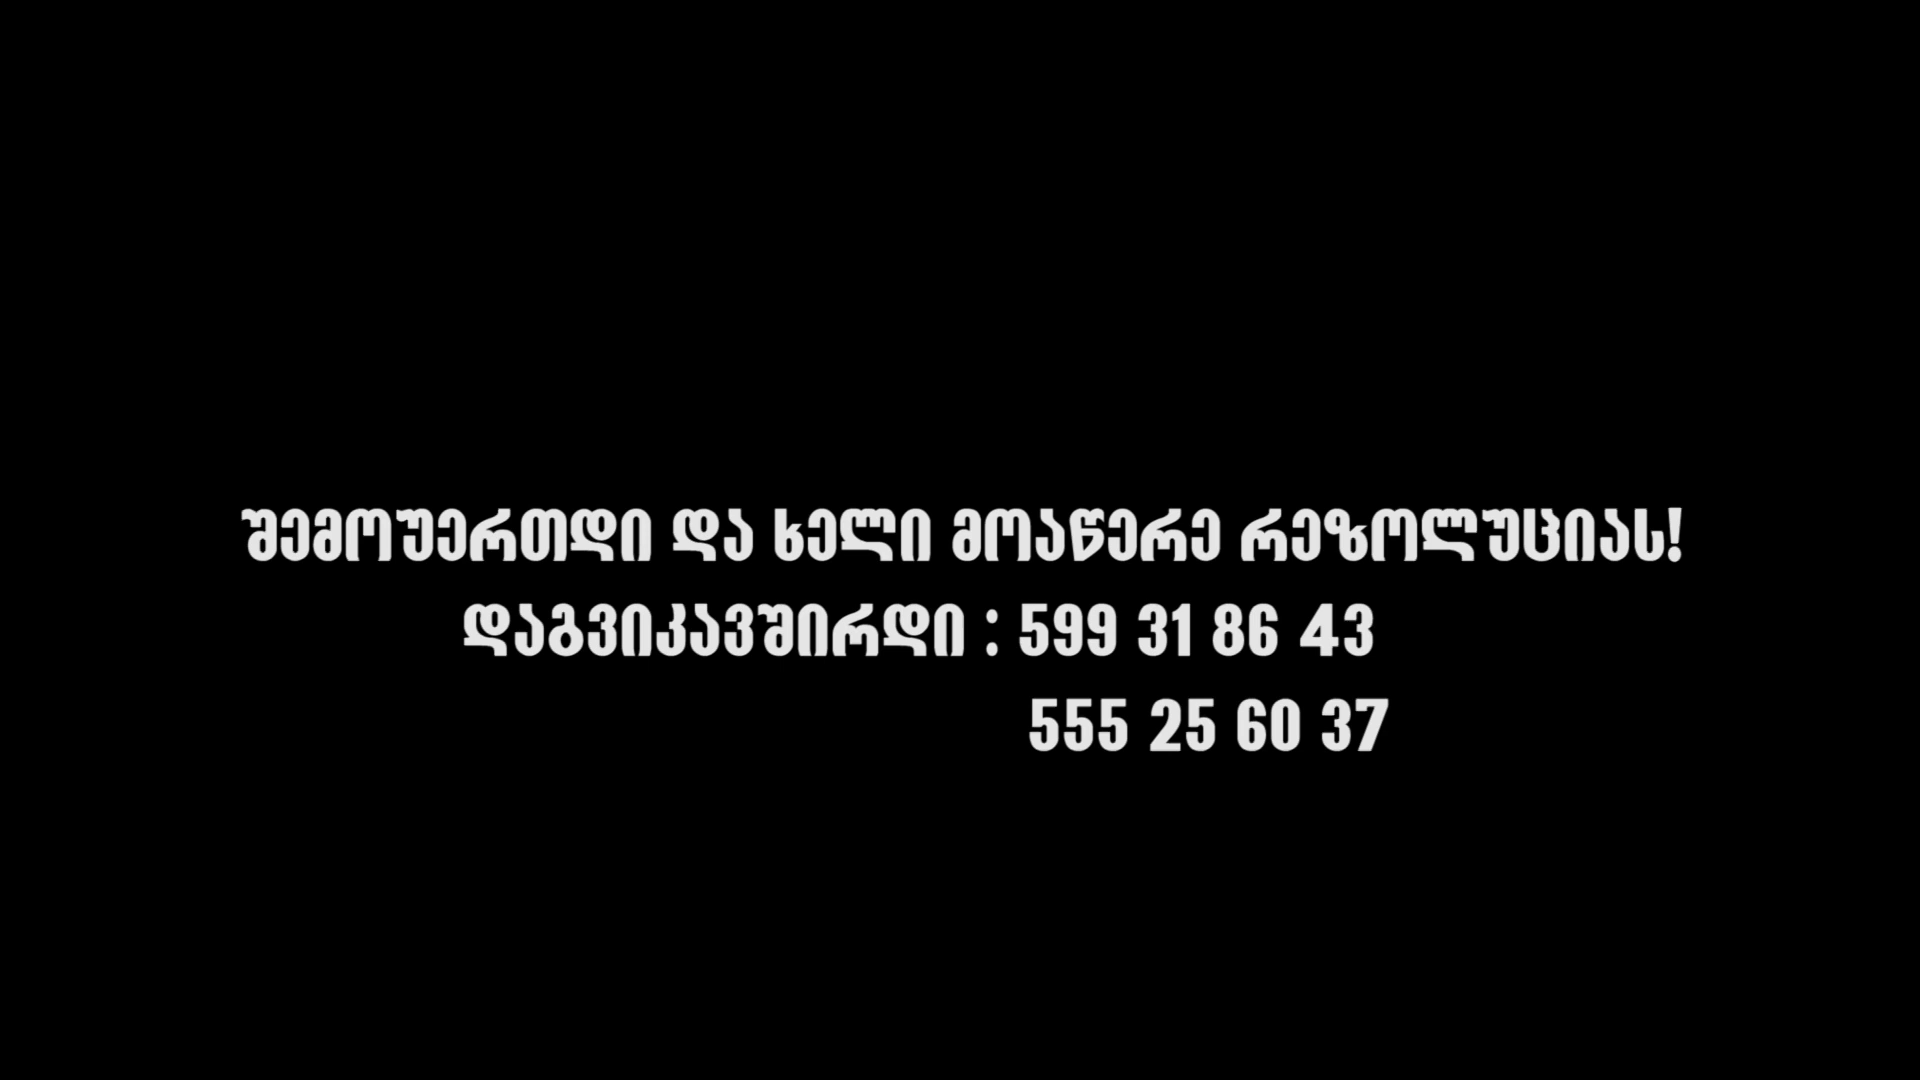 შემოუერთდი და ხელი მოაწერე რეზოლუციას!
დაგვიკავშირდი : 599 31 86 43
555 25 60 37